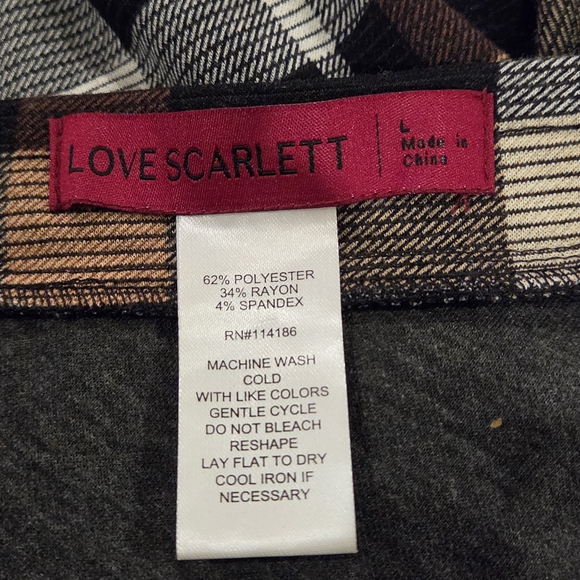 LOVE SCARLETT
L
Made in
China
62% POLYESTER
34% RAYON
4% SPANDEX
RN#114186
MACHINE WASH
COLD
WITH LIKE COLORS
GENTLE CYCLE
DO NOT BLEACH
RESHAPE
LAY FLAT TO DRY
COOL IRON IF
NECESSARY